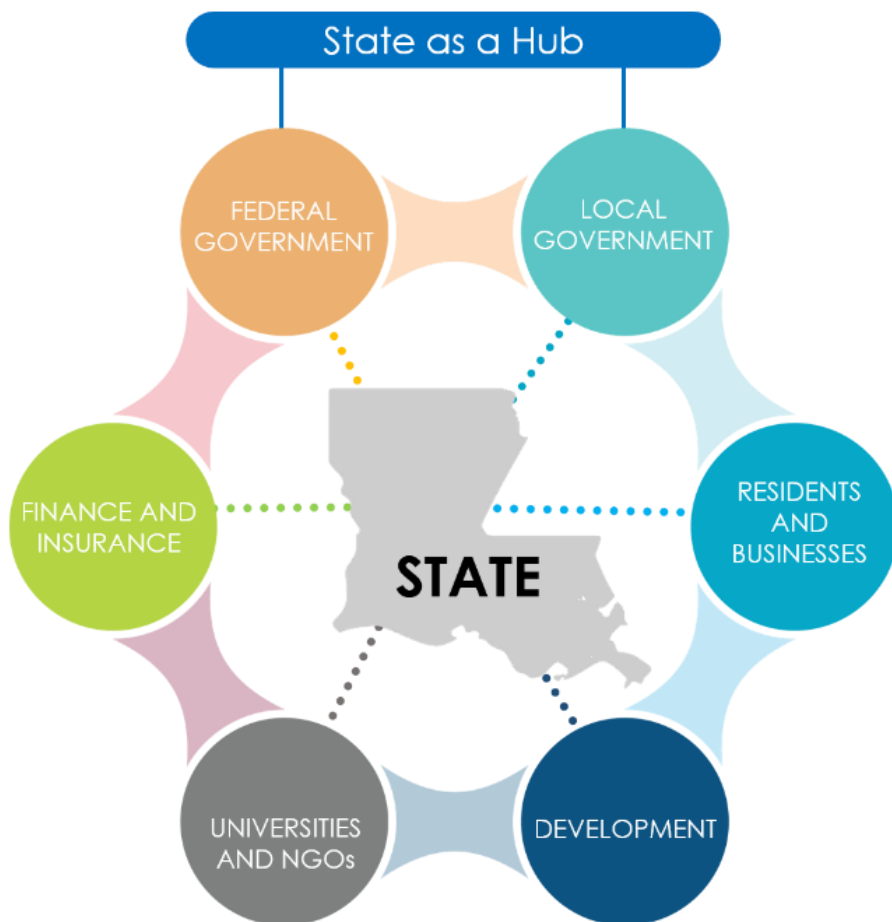 State as a Hub
FEDERAL
GOVERNMENT
LOCAL
GOVERNMENT
FINANCE AND
INSURANCE
RESIDENTS
AND
BUSINESSES
STATE
UNIVERSITIES
AND NGOs
DEVELOPMENT